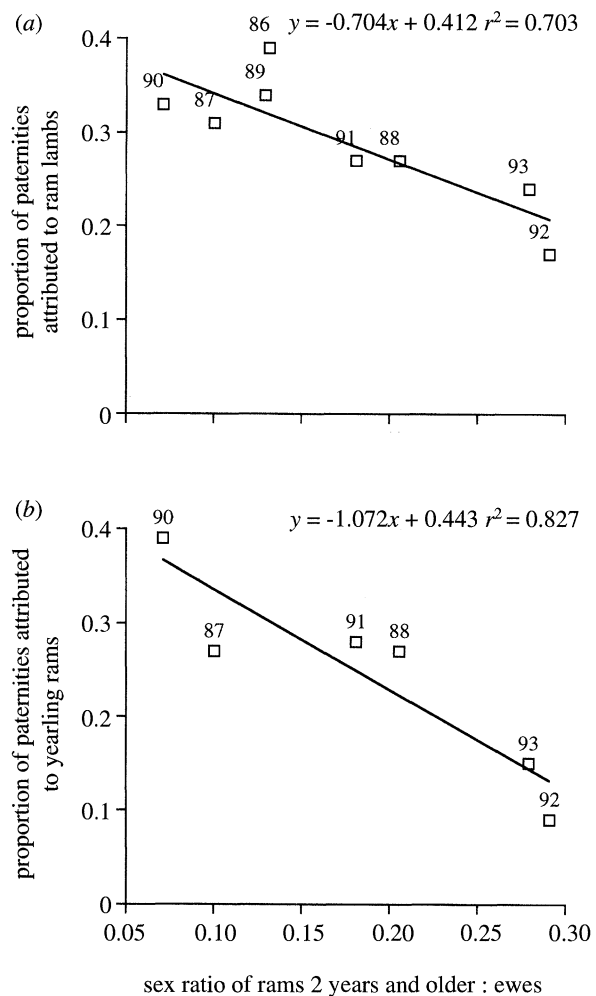 (a)
y = -0.704x + 0.412 r² = 0.703
proportion of paternities
attributed to ram lambs
0.4
0.3
0.2
0.1
0
86
89
90
87
91
88
93
92
(b)
y = -1.072x + 0.443 r² = 0.827
proportion of paternities attributed
to yearling rams
0.4
0.3
0.2
0.1
0
90
87
91
88
93
92
0.05 0.10 0.15 0.20 0.25 0.30
sex ratio of rams 2 years and older : ewes